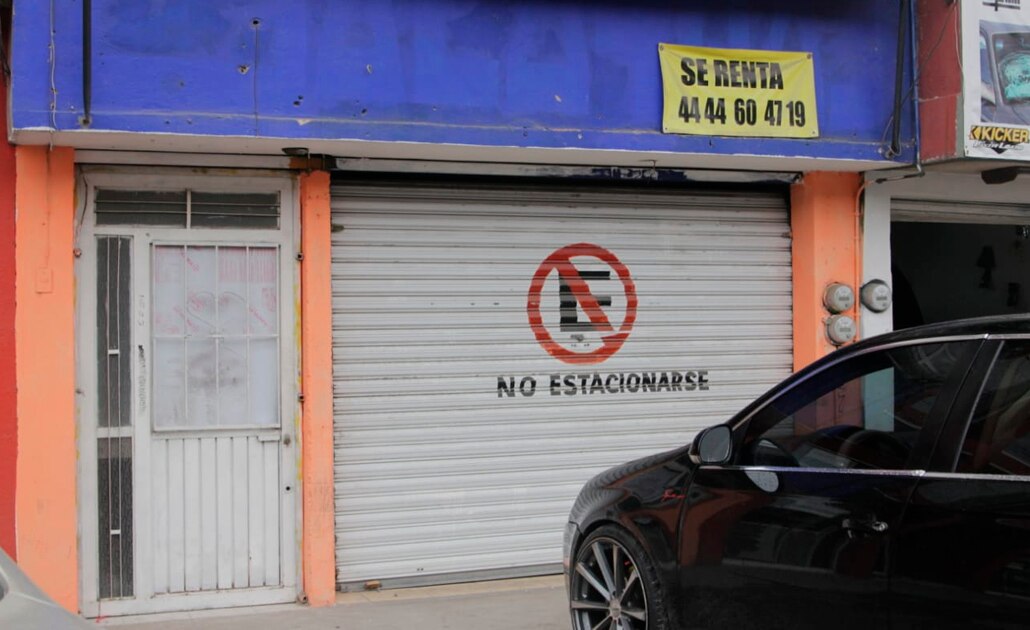 SE RENTA
44 44 60 47 19
KICKER
E
NO ESTACIONARSE